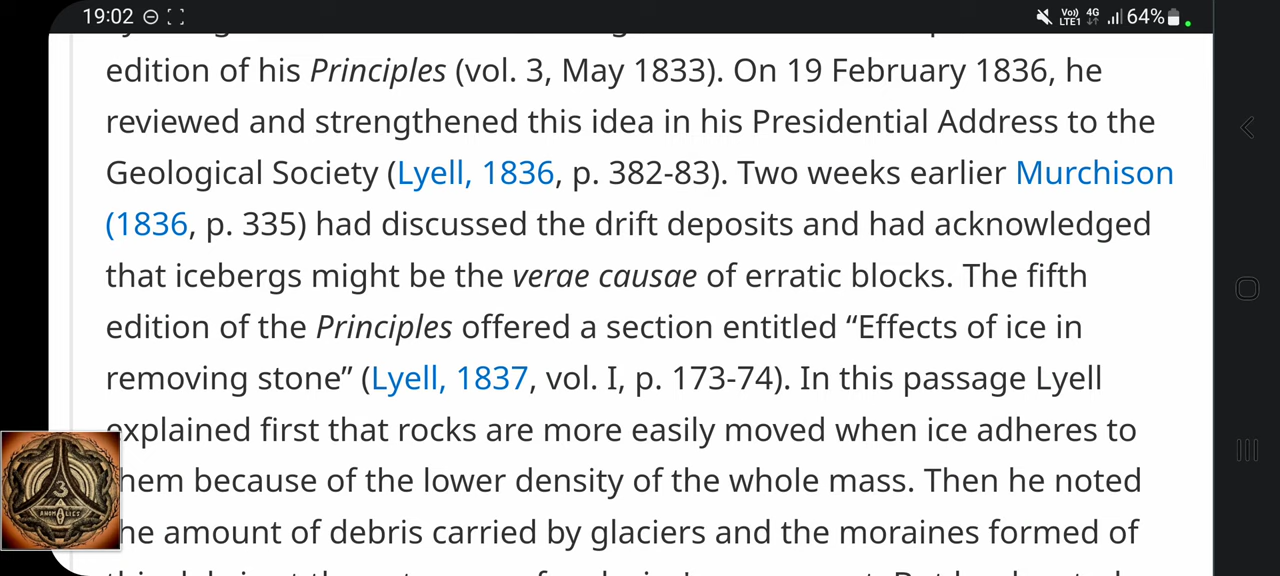 19:02 Vo)) LTE1 4G 64%
edition of his Principles (vol. 3, May 1833). On 19 February 1836, he
reviewed and strengthened this idea in his Presidential Address to the
Geological Society (Lyell, 1836, p. 382-83). Two weeks earlier Murchison
(1836, p. 335) had discussed the drift deposits and had acknowledged
that icebergs might be the verae causae of erratic blocks. The fifth
edition of the Principles offered a section entitled “Effects of ice in
removing stone” (Lyell, 1837, vol. I, p. 173-74). In this passage Lyell
explained first that rocks are more easily moved when ice adheres to
hem because of the lower density of the whole mass. Then he noted
he amount of debris carried by glaciers and the moraines formed of
3
ANOMALIES